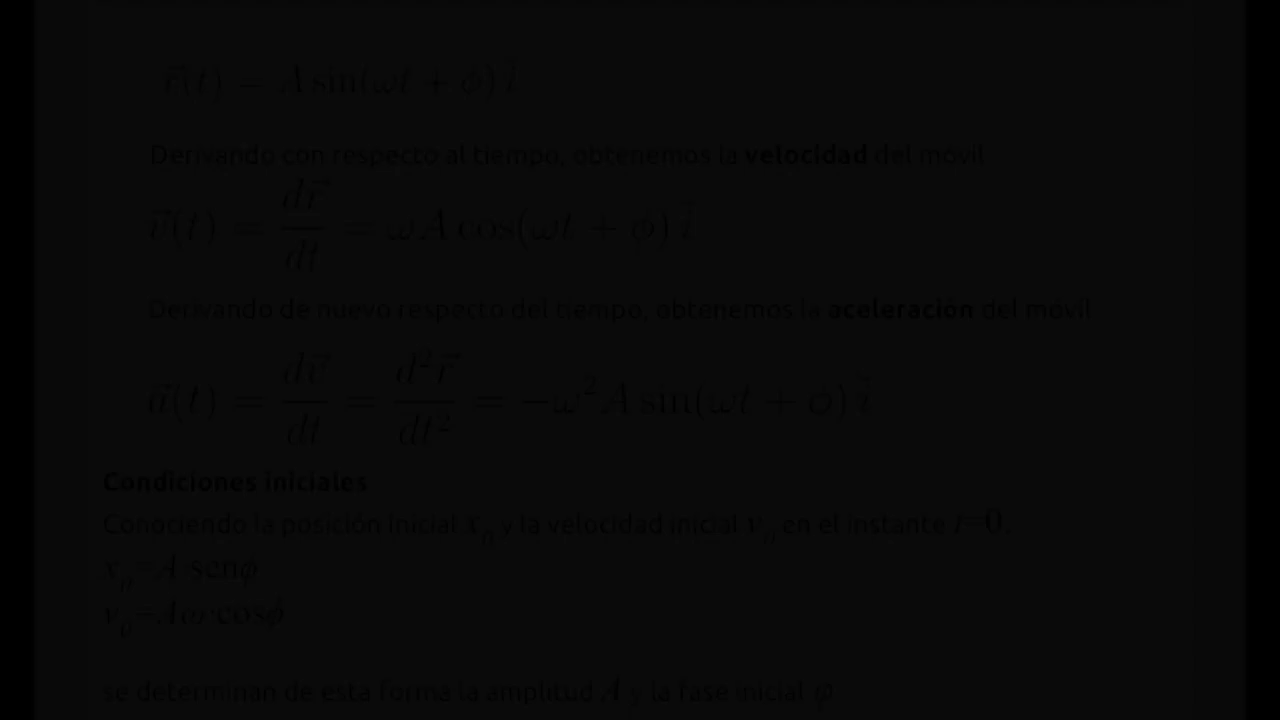 r⃗(t) = A sin(ωt + ϕ) i⃗
Derivando con respecto al tiempo, obtenemos la velocidad del móvil
v⃗(t) = dr⃗/dt = ωA cos(ωt + ϕ) i⃗
Derivando de nuevo respecto del tiempo, obtenemos la aceleración del móvil
a⃗(t) = dv⃗/dt = d²r⃗/dt² = −ω²A sin(ωt + ϕ) i⃗
Condiciones iniciales
Conociendo la posición inicial x₀ y la velocidad inicial v₀ en el instante t=0.
x₀=A·senϕ
v₀=Aω·cosϕ
se determinan de esta forma la amplitud A y la fase inicial φ